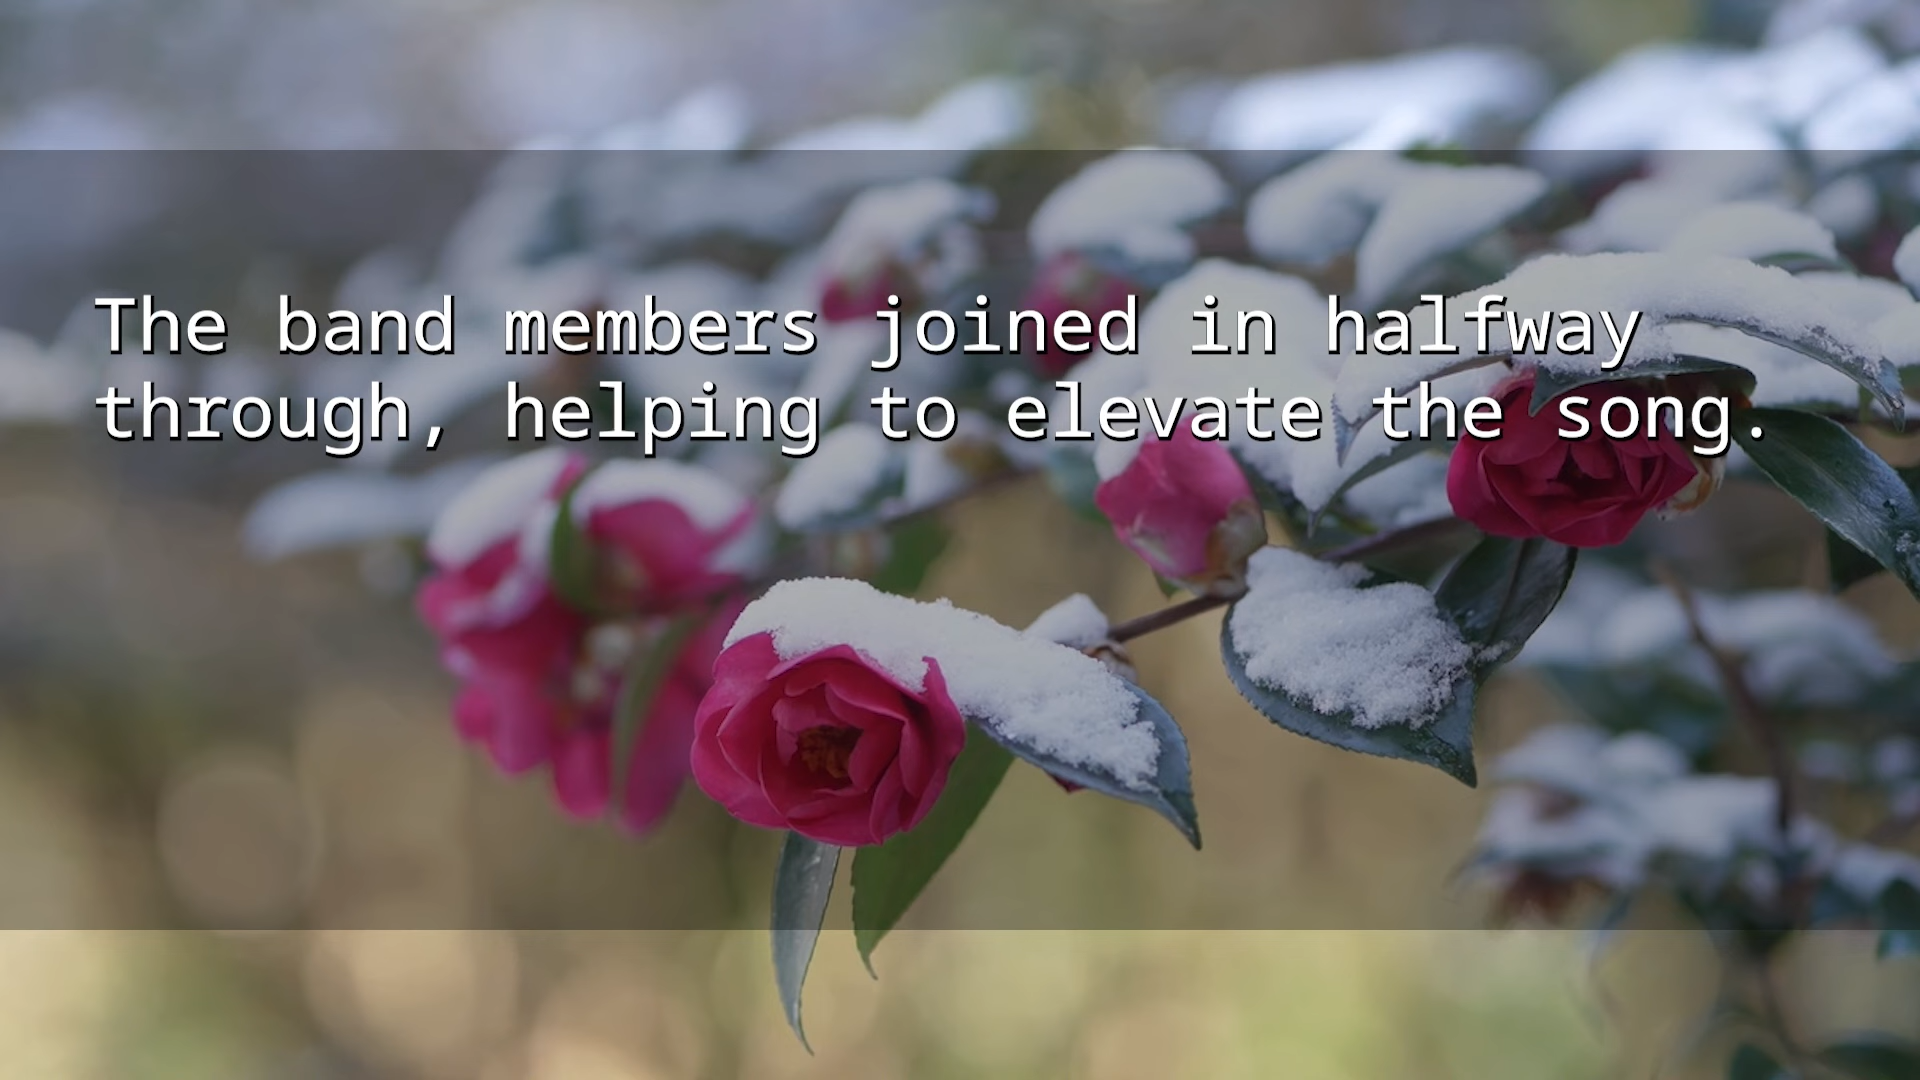 The band members joined in halfway
through, helping to elevate the song.